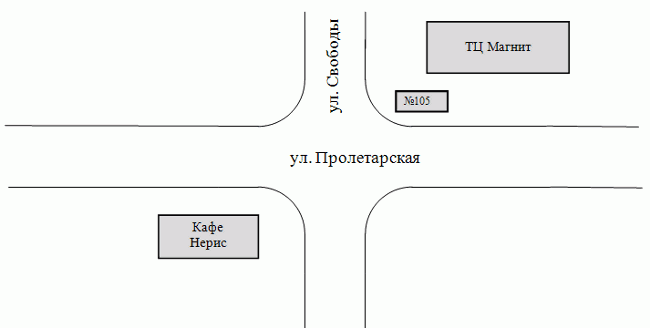 ул. Свободы
ТЦ Магнит
№105
ул. Пролетарская
Кафе
Нерис